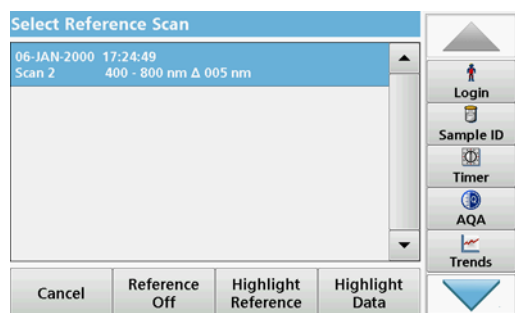 Select Reference Scan
06-JAN-2000 17:24:49
Scan 2 400 - 800 nm Δ 005 nm
Login
Sample ID
Timer
AQA
Trends
Cancel
Reference
Off
Highlight
Reference
Highlight
Data